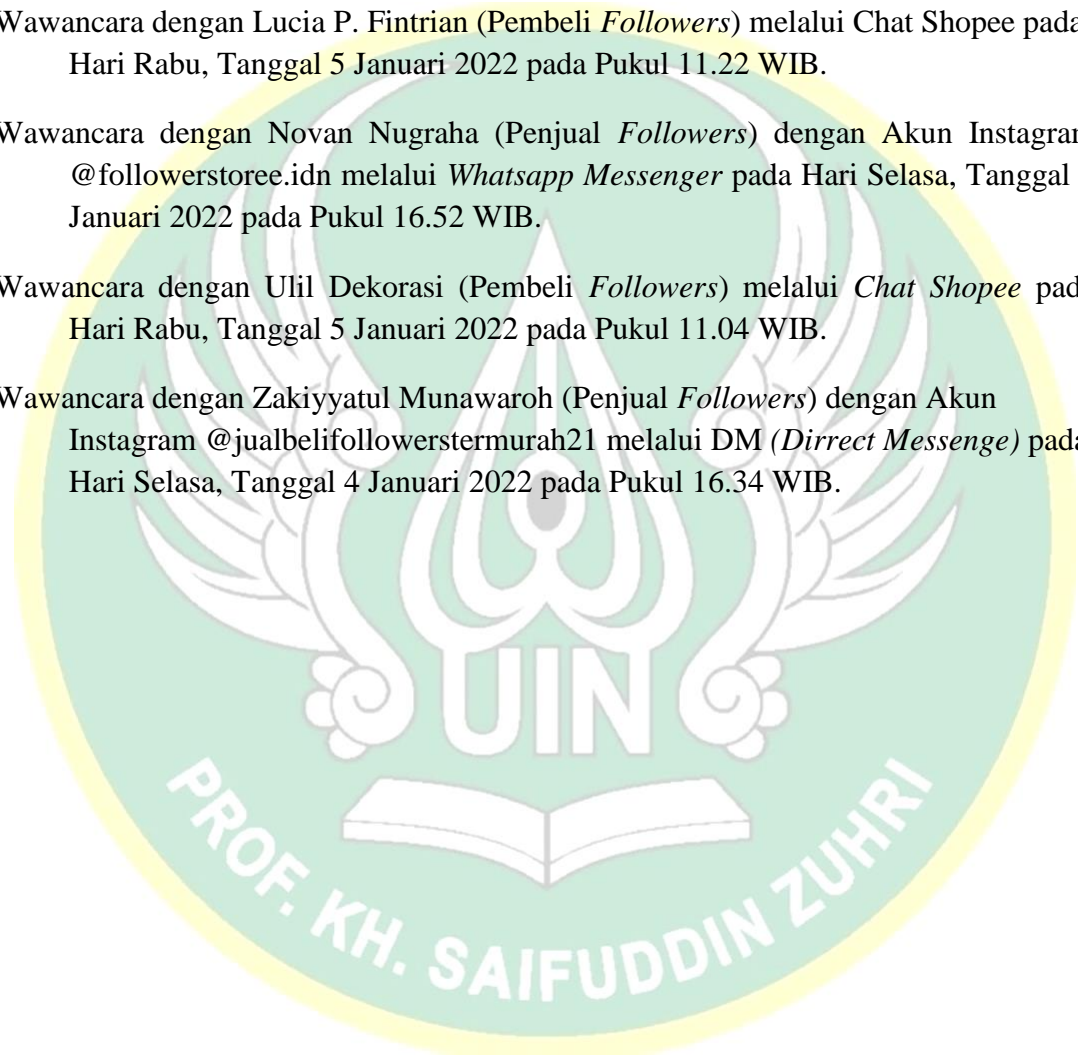 Wawancara dengan Lucia P. Fintrian (Pembeli Followers) melalui Chat Shopee pada
Hari Rabu, Tanggal 5 Januari 2022 pada Pukul 11.22 WIB.
Wawancara dengan Novan Nugraha (Penjual Followers) dengan Akun Instagram
@followerstoree.idn melalui Whatsapp Messenger pada Hari Selasa, Tanggal
Januari 2022 pada Pukul 16.52 WIB.
Wawancara dengan Ulil Dekorasi (Pembeli Followers) melalui Chat Shopee pad
Hari Rabu, Tanggal 5 Januari 2022 pada Pukul 11.04 WIB.
Wawancara dengan Zakiyyatul Munawaroh (Penjual Followers) dengan Akun
Instagram @jualbelifollowerstermurah21 melalui DM (Dirrect Messenge) pada
Hari Selasa, Tanggal 4 Januari 2022 pada Pukul 16.34 WIB.
UIN
PROF. KH. SAIFUDDIN ZUHRI